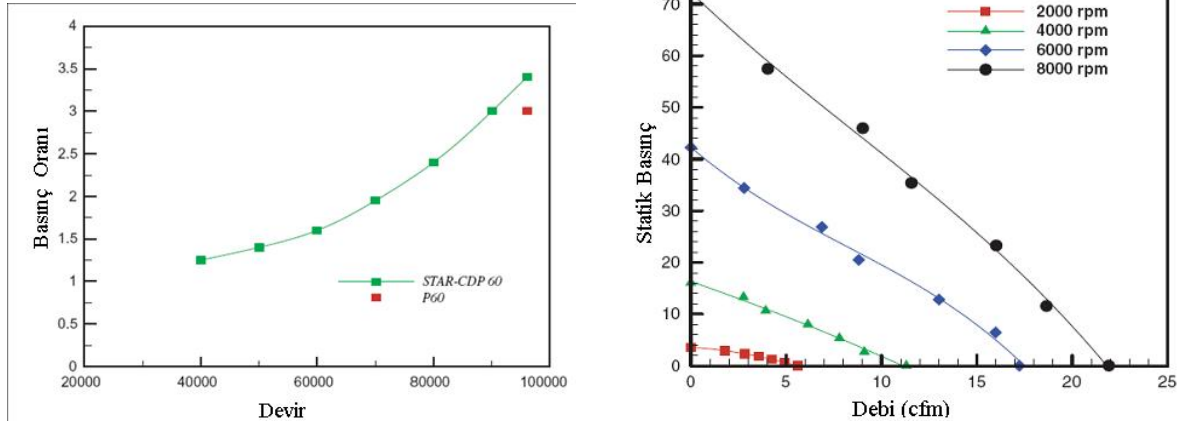 4
3.5
3
2.5
2
1.5
1
0.5
0
Basınç Oranı
STAR-CDP 60
P60
20000 40000 60000 80000 100000
Devir
2000 rpm
4000 rpm
6000 rpm
8000 rpm
70
60
50
40
30
20
10
0
Statik Basınç
0 5 10 15 20 25
Debi (cfm)